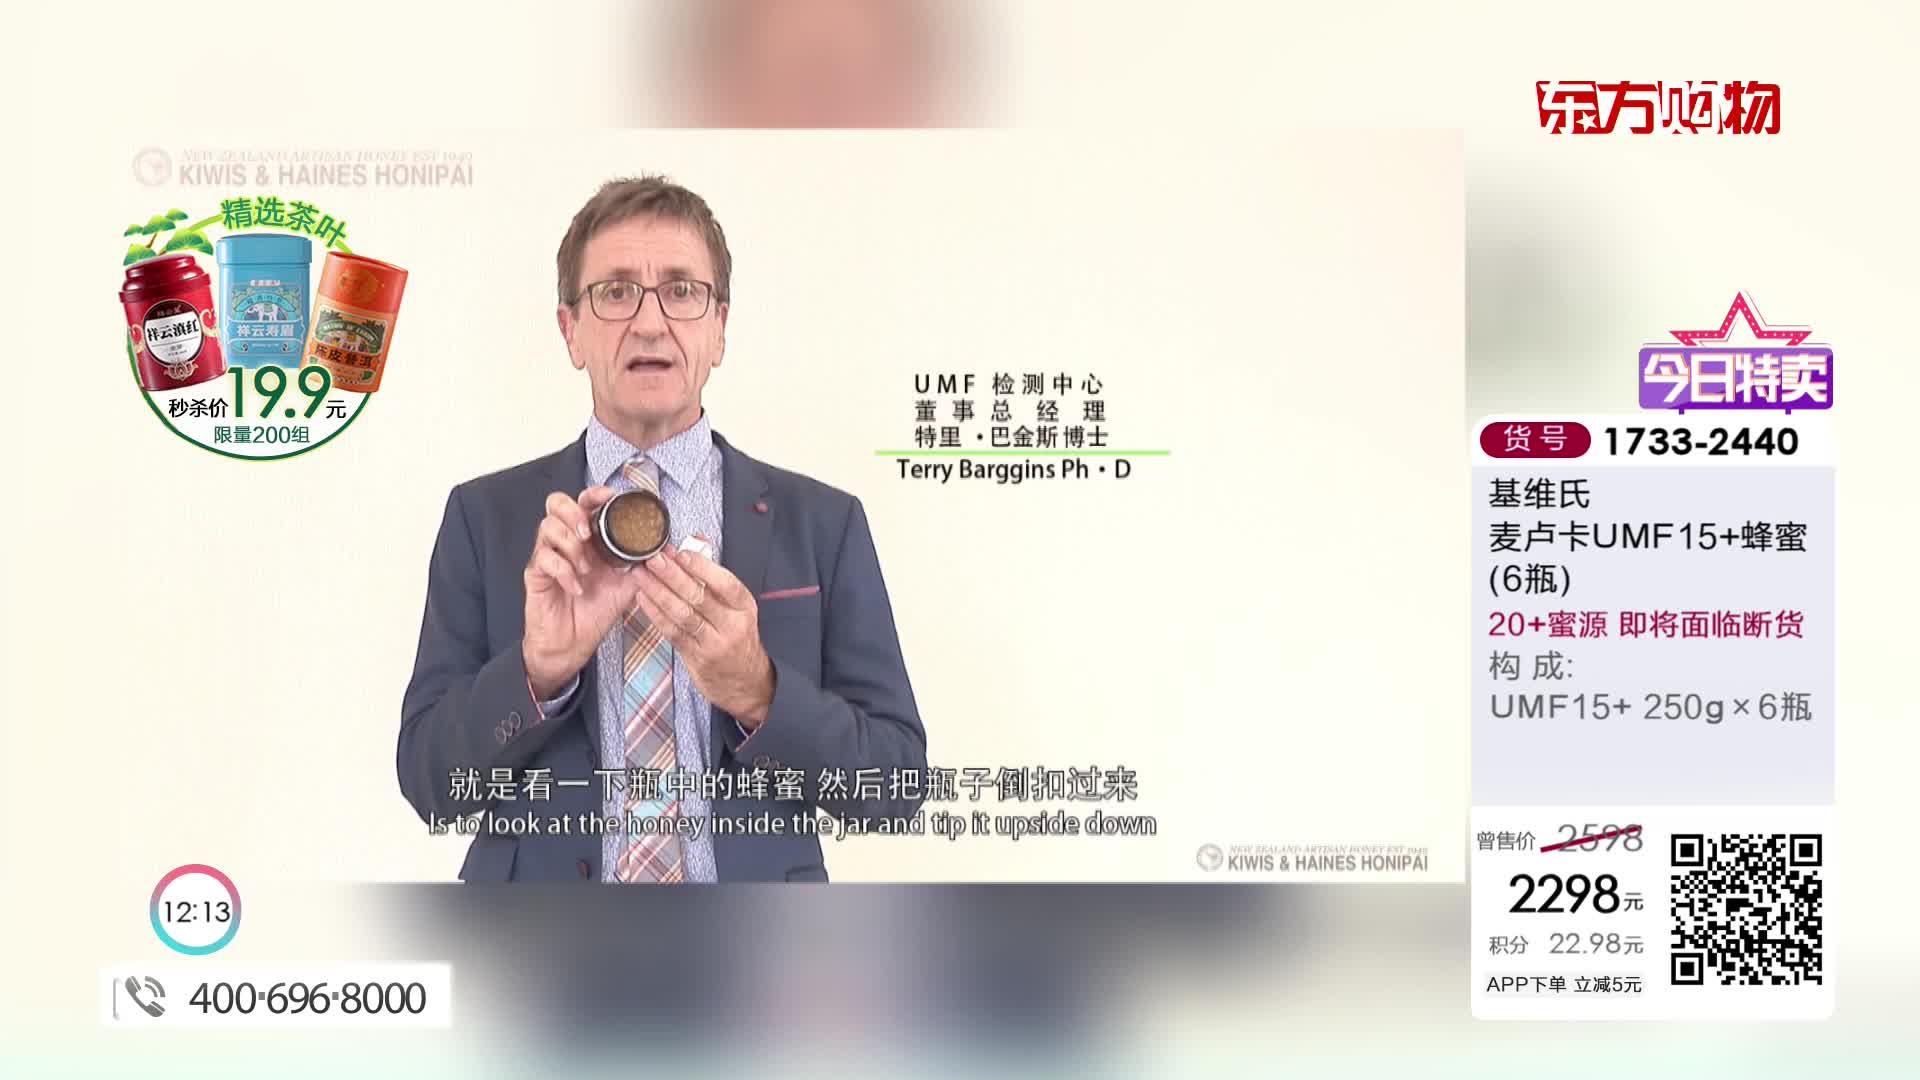 东方购物
NEW ZEALAND ARTISAN HONEY EST 1940
KIWIS & HAINES HONIPAI
精选茶叶
祥云滇红
祥云寿眉
陈皮普洱
秒杀价19.9元
限量200组
UMF 检测中心
董事总经理
特里·巴金斯博士
Terry Barggins Ph·D
今日特卖
货号 1733-2440
基维氏
麦卢卡UMF15+蜂蜜
(6瓶)
20+蜜源 即将面临断货
构 成:
UMF15+ 250g×6瓶
就是看一下瓶中的蜂蜜 然后把瓶子倒扣过来
Is to look at the honey inside the jar and tip it upside down
NEW ZEALAND ARTISAN HONEY EST 1940
KIWIS & HAINES HONIPAI
曾售价 2598
2298元
积分 22.98元
APP下单 立减5元
12:13
400·696·8000